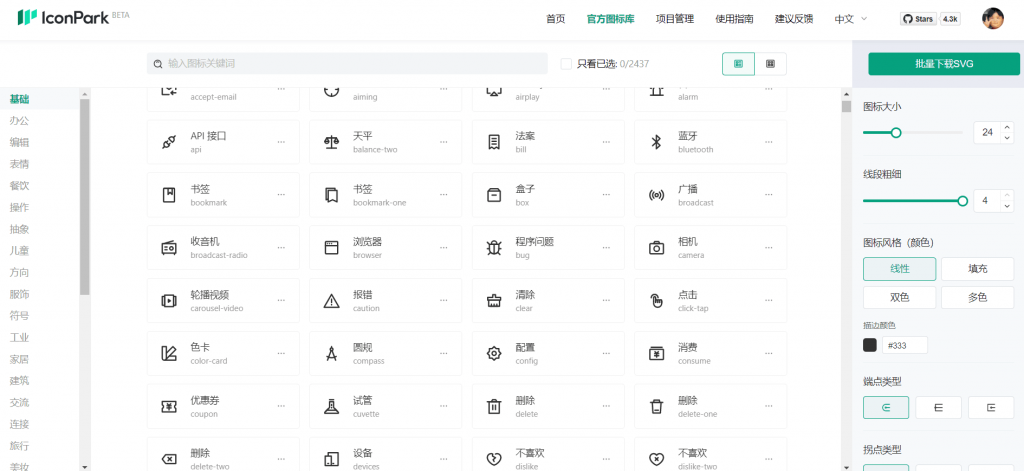 IconPark BETA
首页 官方图标库 项目管理 使用指南 建议反馈 中文 Stars 4.3k
输入图标关键词 只看已选: 0/2437 批量下载SVG
基础
办公
编辑
表情
餐饮
操作
抽象
儿童
方向
服饰
符号
工业
家居
建筑
交流
连接
旅行
美妆
accept-email aiming airplay alarm
API 接口 天平 法案 蓝牙
api balance-two bill bluetooth
书签 书签 盒子 广播
bookmark bookmark-one box broadcast
收音机 浏览器 程序问题 相机
broadcast-radio browser bug camera
轮播视频 报错 清除 点击
carousel-video caution clear click-tap
色卡 圆规 配置 消费
color-card compass config consume
优惠券 试管 删除 删除
coupon cuvette delete delete-one
删除 设备 不喜欢 不喜欢
delete-two devices dislike dislike-two
图标大小
24
线段粗细
4
图标风格（颜色）
线性 填充
双色 多色
描边颜色
#333
端点类型
拐点类型